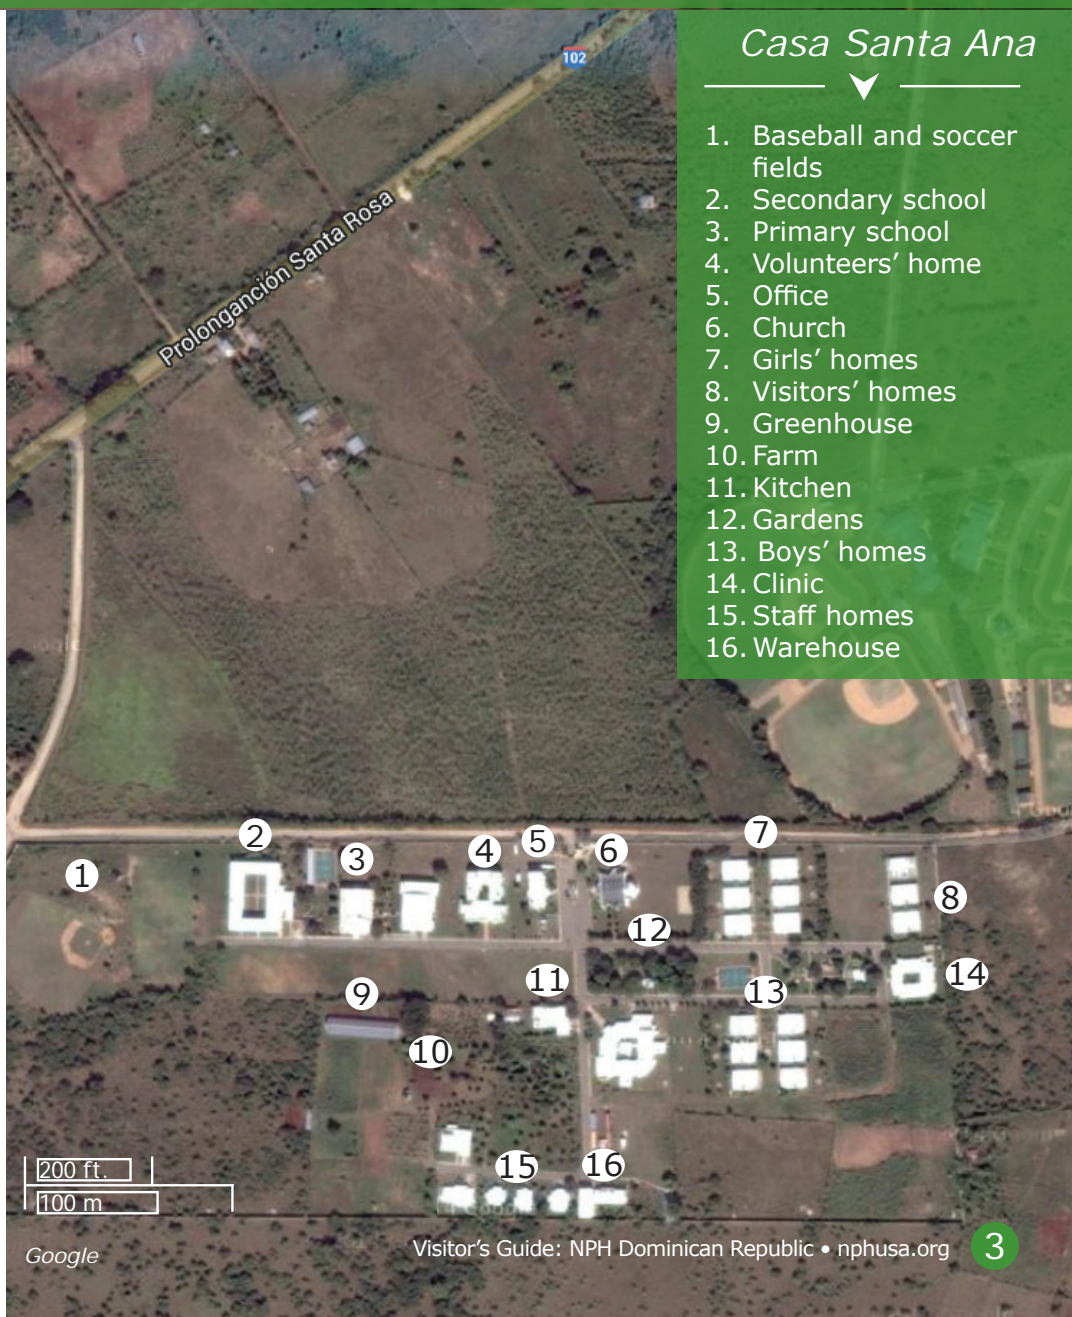 Casa Santa Ana
1. Baseball and soccer
fields
2. Secondary school
3. Primary school
4. Volunteers’ home
5. Office
6. Church
7. Girls’ homes
8. Visitors’ homes
9. Greenhouse
10. Farm
11. Kitchen
12. Gardens
13. Boys’ homes
14. Clinic
15. Staff homes
16. Warehouse
102
Prolonganción Santa Rosa
1
2
3
4
5
6
7
8
9
10
11
12
13
14
15
16
200 ft.
100 m
Google
Visitor’s Guide: NPH Dominican Republic • nphusa.org
3